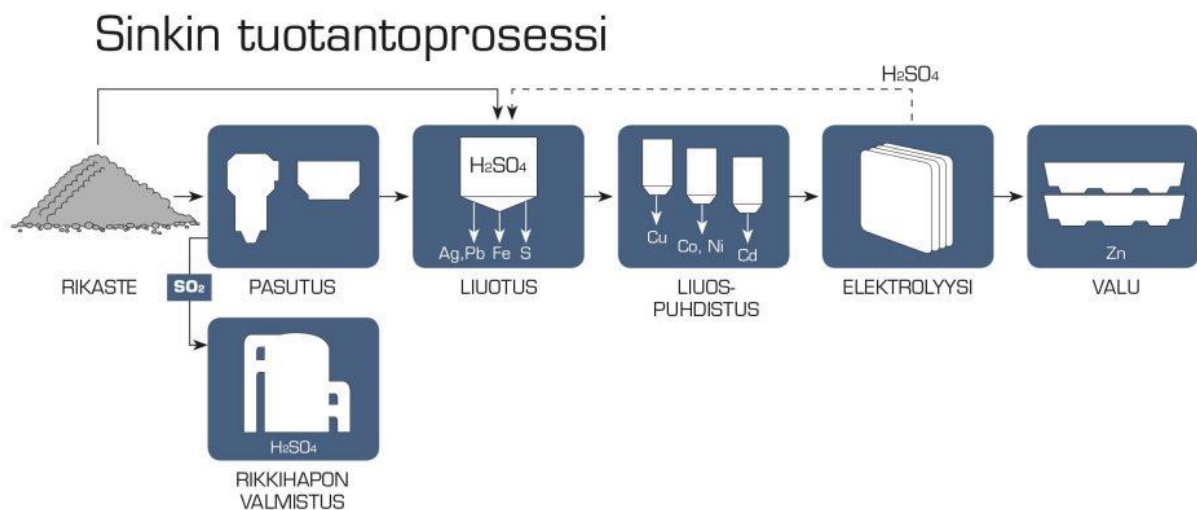 Sinkin tuotantoprosessi
H₂SO₄
H₂SO₄
Ag,Pb Fe S
Cu
Co, Ni
Cd
Zn
RIKASTE
SO₂
PASUTUS
LIUOTUS
LIUOS-
PUHDISTUS
ELEKTROLYYSI
VALU
H₂SO₄
RIKKIHAPON
VALMISTUS